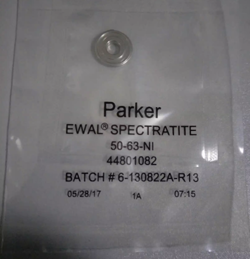 Parker
EWAL® SPECTRATITE
50-63-NI
44801082
BATCH # 6-130822A-R13
05/28/17 1A 07:15